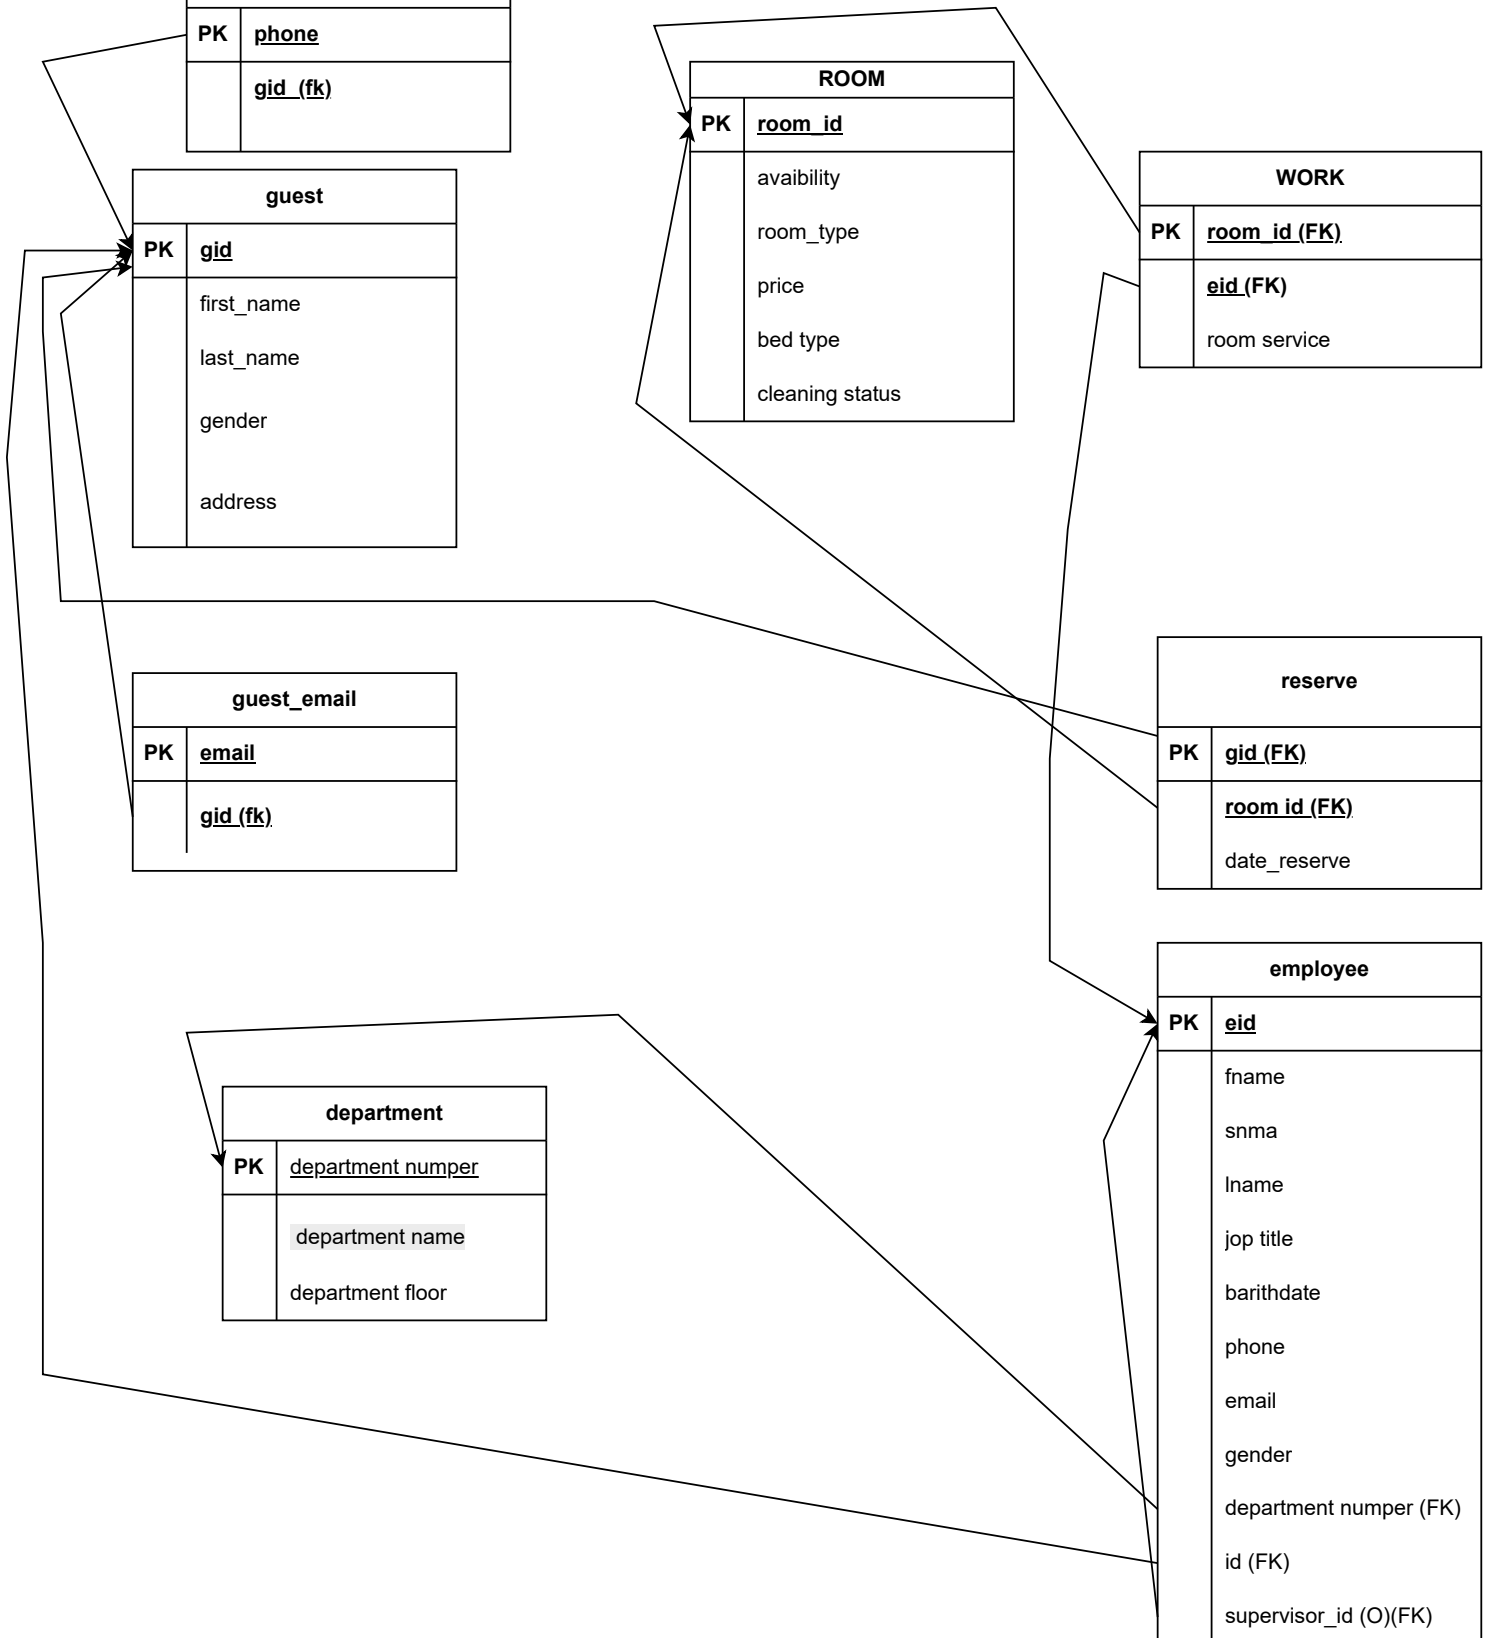 PK phone
gid (fk)
guest
PK gid
first_name
last_name
gender
address
guest_email
PK email
gid (fk)
department
PK department numper
department name
department floor
ROOM
PK room_id
avaibility
room_type
price
bed type
cleaning status
WORK
PK room_id (FK)
eid (FK)
room service
reserve
PK gid (FK)
room id (FK)
date_reserve
employee
PK eid
fname
snma
lname
jop title
barithdate
phone
email
gender
department numper (FK)
id (FK)
supervisor_id (O)(FK)